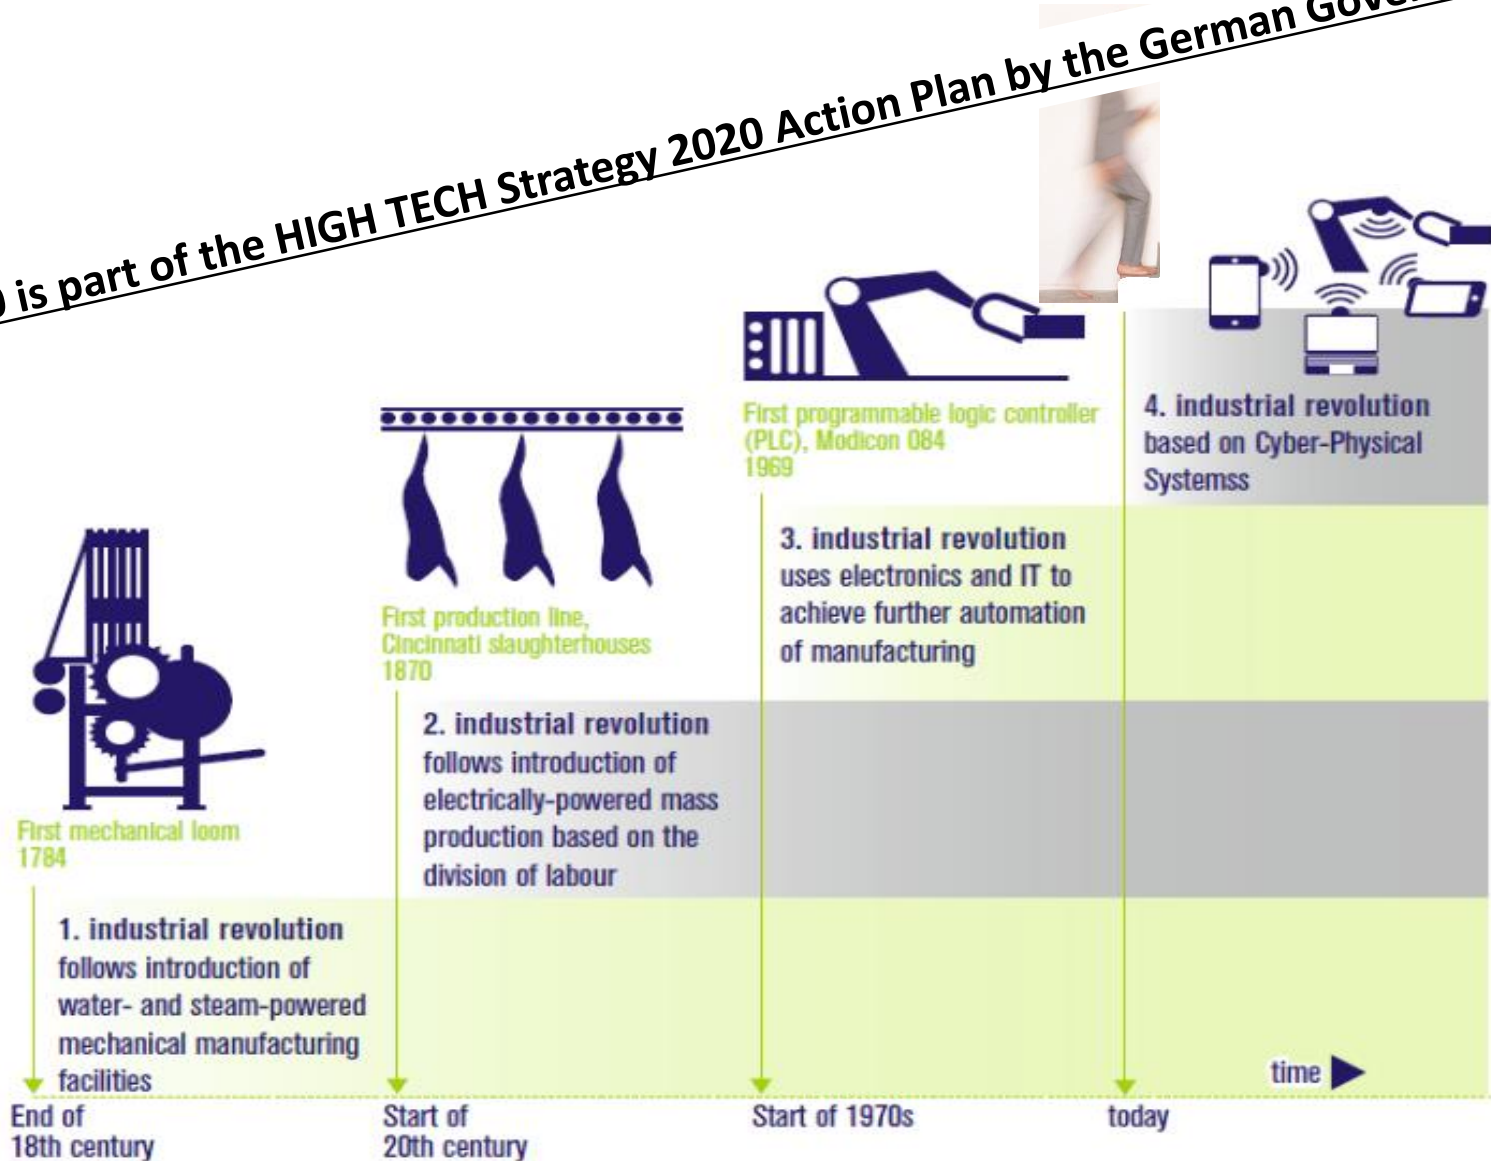 is part of the HIGH TECH Strategy 2020 Action Plan by the German
First programmable logic controller
(PLC), Modicon 084
1969
4. industrial revolution
based on Cyber-Physical
Systemss
3. industrial revolution
uses electronics and IT to
achieve further automation
of manufacturing
First production line,
Cincinnati slaughterhouses
1870
2. industrial revolution
follows introduction of
electrically-powered mass
production based on the
division of labour
First mechanical loom
1784
1. industrial revolution
follows introduction of
water- and steam-powered
mechanical manufacturing
facilities
time
End of
18th century
Start of
20th century
Start of 1970s
today